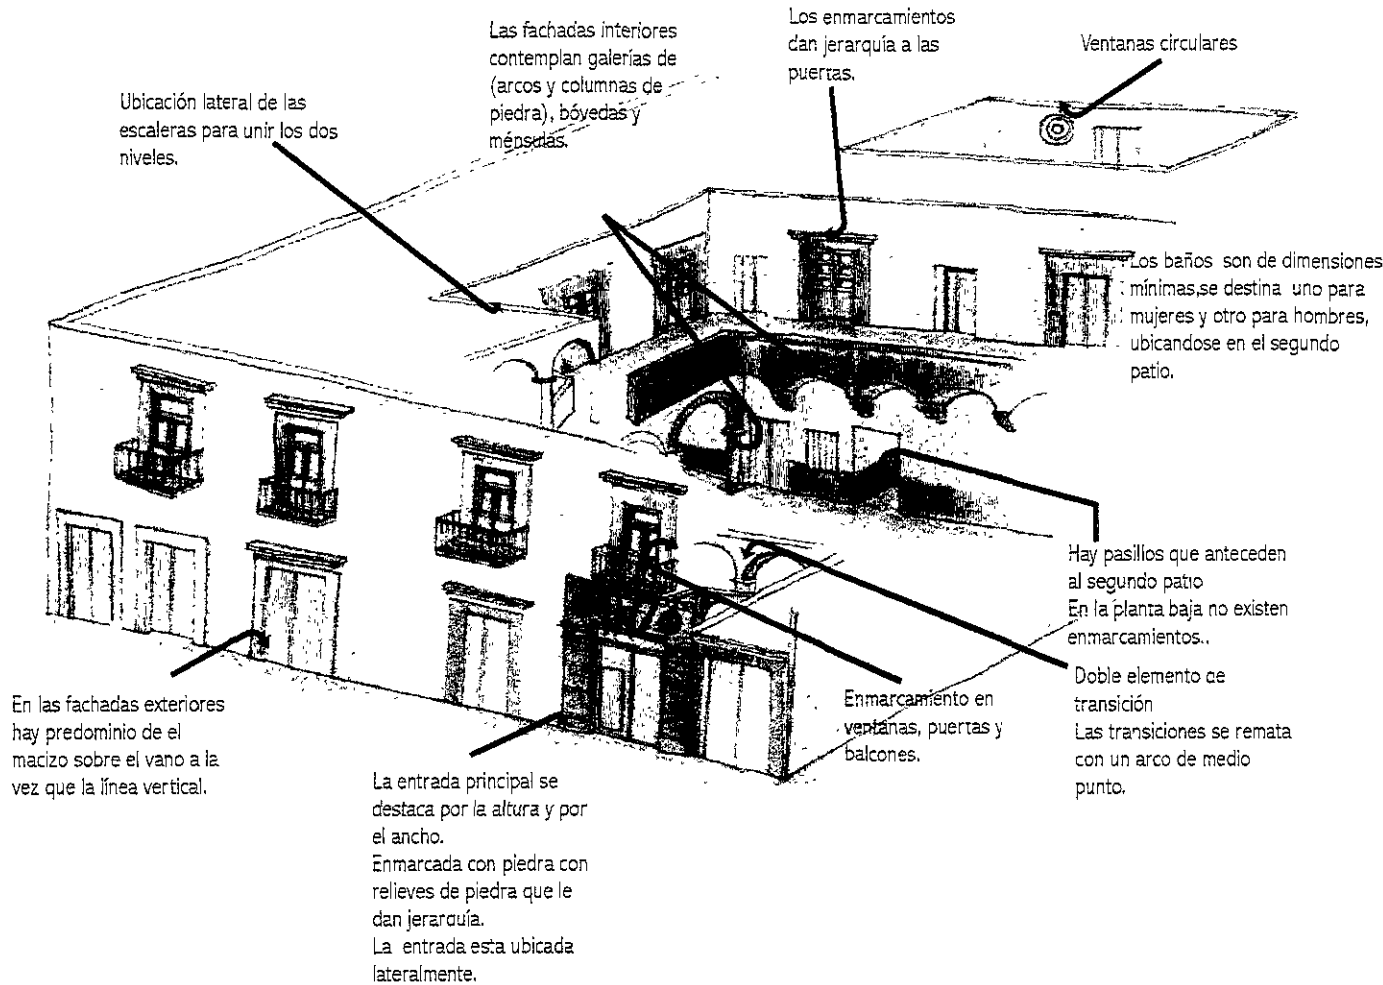 Las fachadas interiores
contemplan galerías de
(arcos y columnas de
piedra), bóvedas y
ménsulas.
Los enmarcamientos
dan jerarquía a las
puertas.
Ventanas circulares
Ubicación lateral de las
escaleras para unir los dos
niveles.
Los baños son de dimensiones
mínimas,se destina uno para
mujeres y otro para hombres,
ubicandose en el segundo
patio.
Hay pasillos que anteceden
al segundo patio
En la planta baja no existen
enmarcamientos..
Doble elemento de
transición
Las transiciones se remata
con un arco de medio
punto.
Enmarcamiento en
ventanas, puertas y
balcones.
En las fachadas exteriores
hay predominio de el
macizo sobre el vano a la
vez que la línea vertical.
La entrada principal se
destaca por la altura y por
el ancho.
Enmarcada con piedra con
relieves de piedra que le
dan jerarquía.
La entrada esta ubicada
lateralmente.